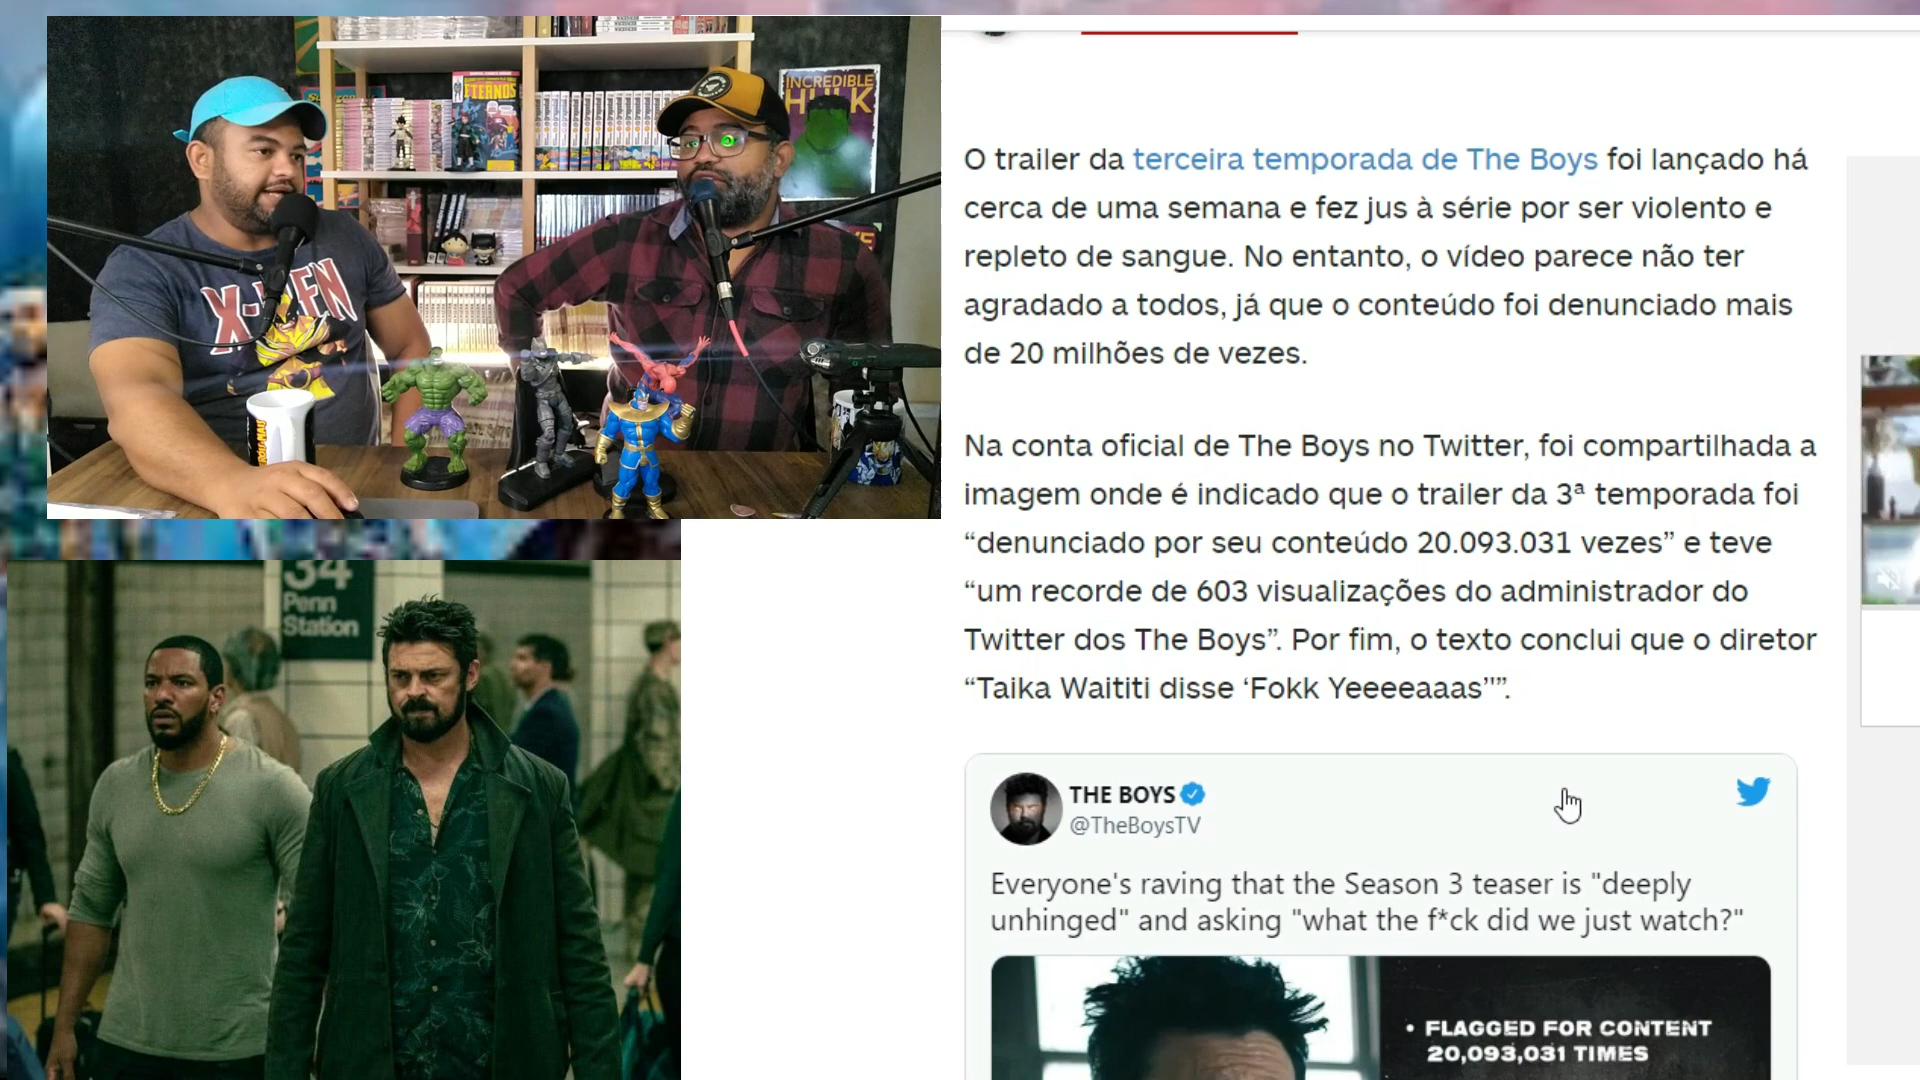 INCREDIBLE
HULK
ETERNOS
X-MEN
34
Penn
Station
O trailer da terceira temporada de The Boys foi lançado há
cerca de uma semana e fez jus à série por ser violento e
repleto de sangue. No entanto, o vídeo parece não ter
agradado a todos, já que o conteúdo foi denunciado mais
de 20 milhões de vezes.
Na conta oficial de The Boys no Twitter, foi compartilhada a
imagem onde é indicado que o trailer da 3ª temporada foi
“denunciado por seu conteúdo 20.093.031 vezes” e teve
“um recorde de 603 visualizações do administrador do
Twitter dos The Boys”. Por fim, o texto conclui que o diretor
“Taika Waititi disse ‘Fokk Yeeeeaaas’'”.
THE BOYS
@TheBoysTV
Everyone's raving that the Season 3 teaser is "deeply
unhinged" and asking "what the f*ck did we just watch?"
• FLAGGED FOR CONTENT
20,093,031 TIMES